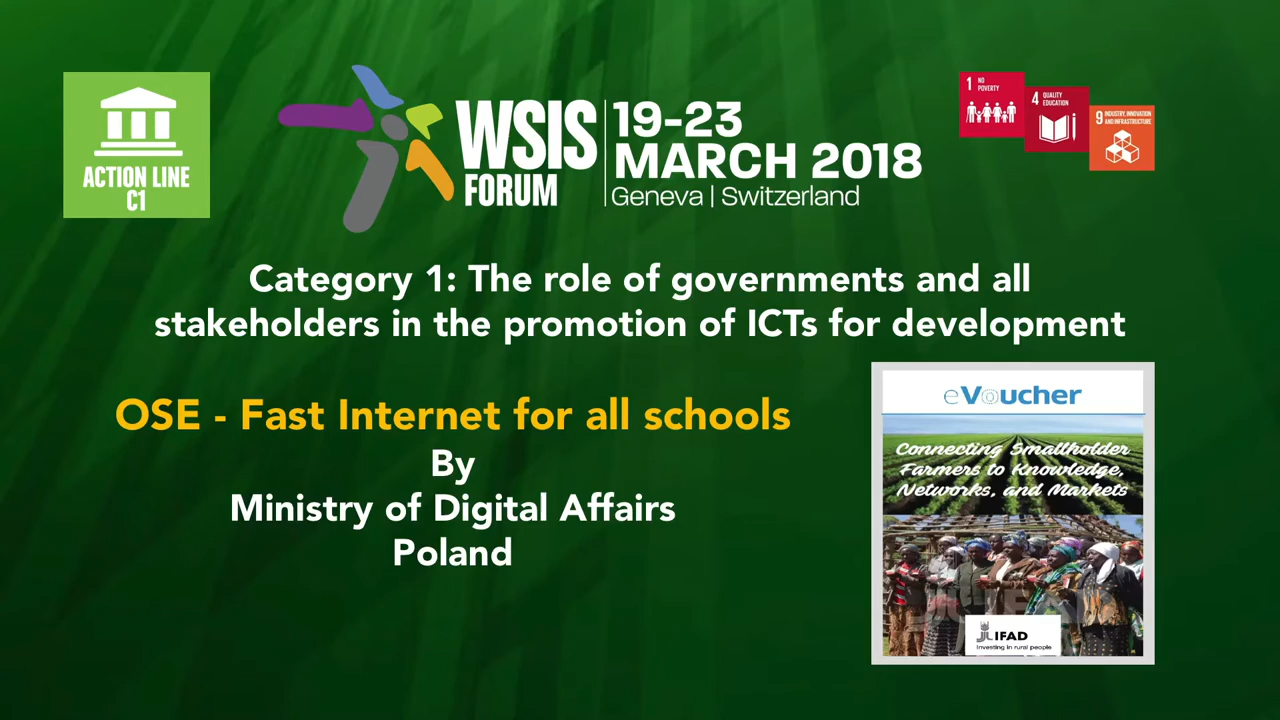 ACTION LINE
C1
WSIS
FORUM
19-23
MARCH 2018
Geneva | Switzerland
1 NO
POVERTY
4 QUALITY
EDUCATION
9 INDUSTRY, INNOVATION
AND INFRASTRUCTURE
Category 1: The role of governments and all
stakeholders in the promotion of ICTs for development
OSE - Fast Internet for all schools
By
Ministry of Digital Affairs
Poland
eVoucher
Connecting Smallholder
Farmers to Knowledge,
Networks, and Markets
IFAD
Investing in rural people